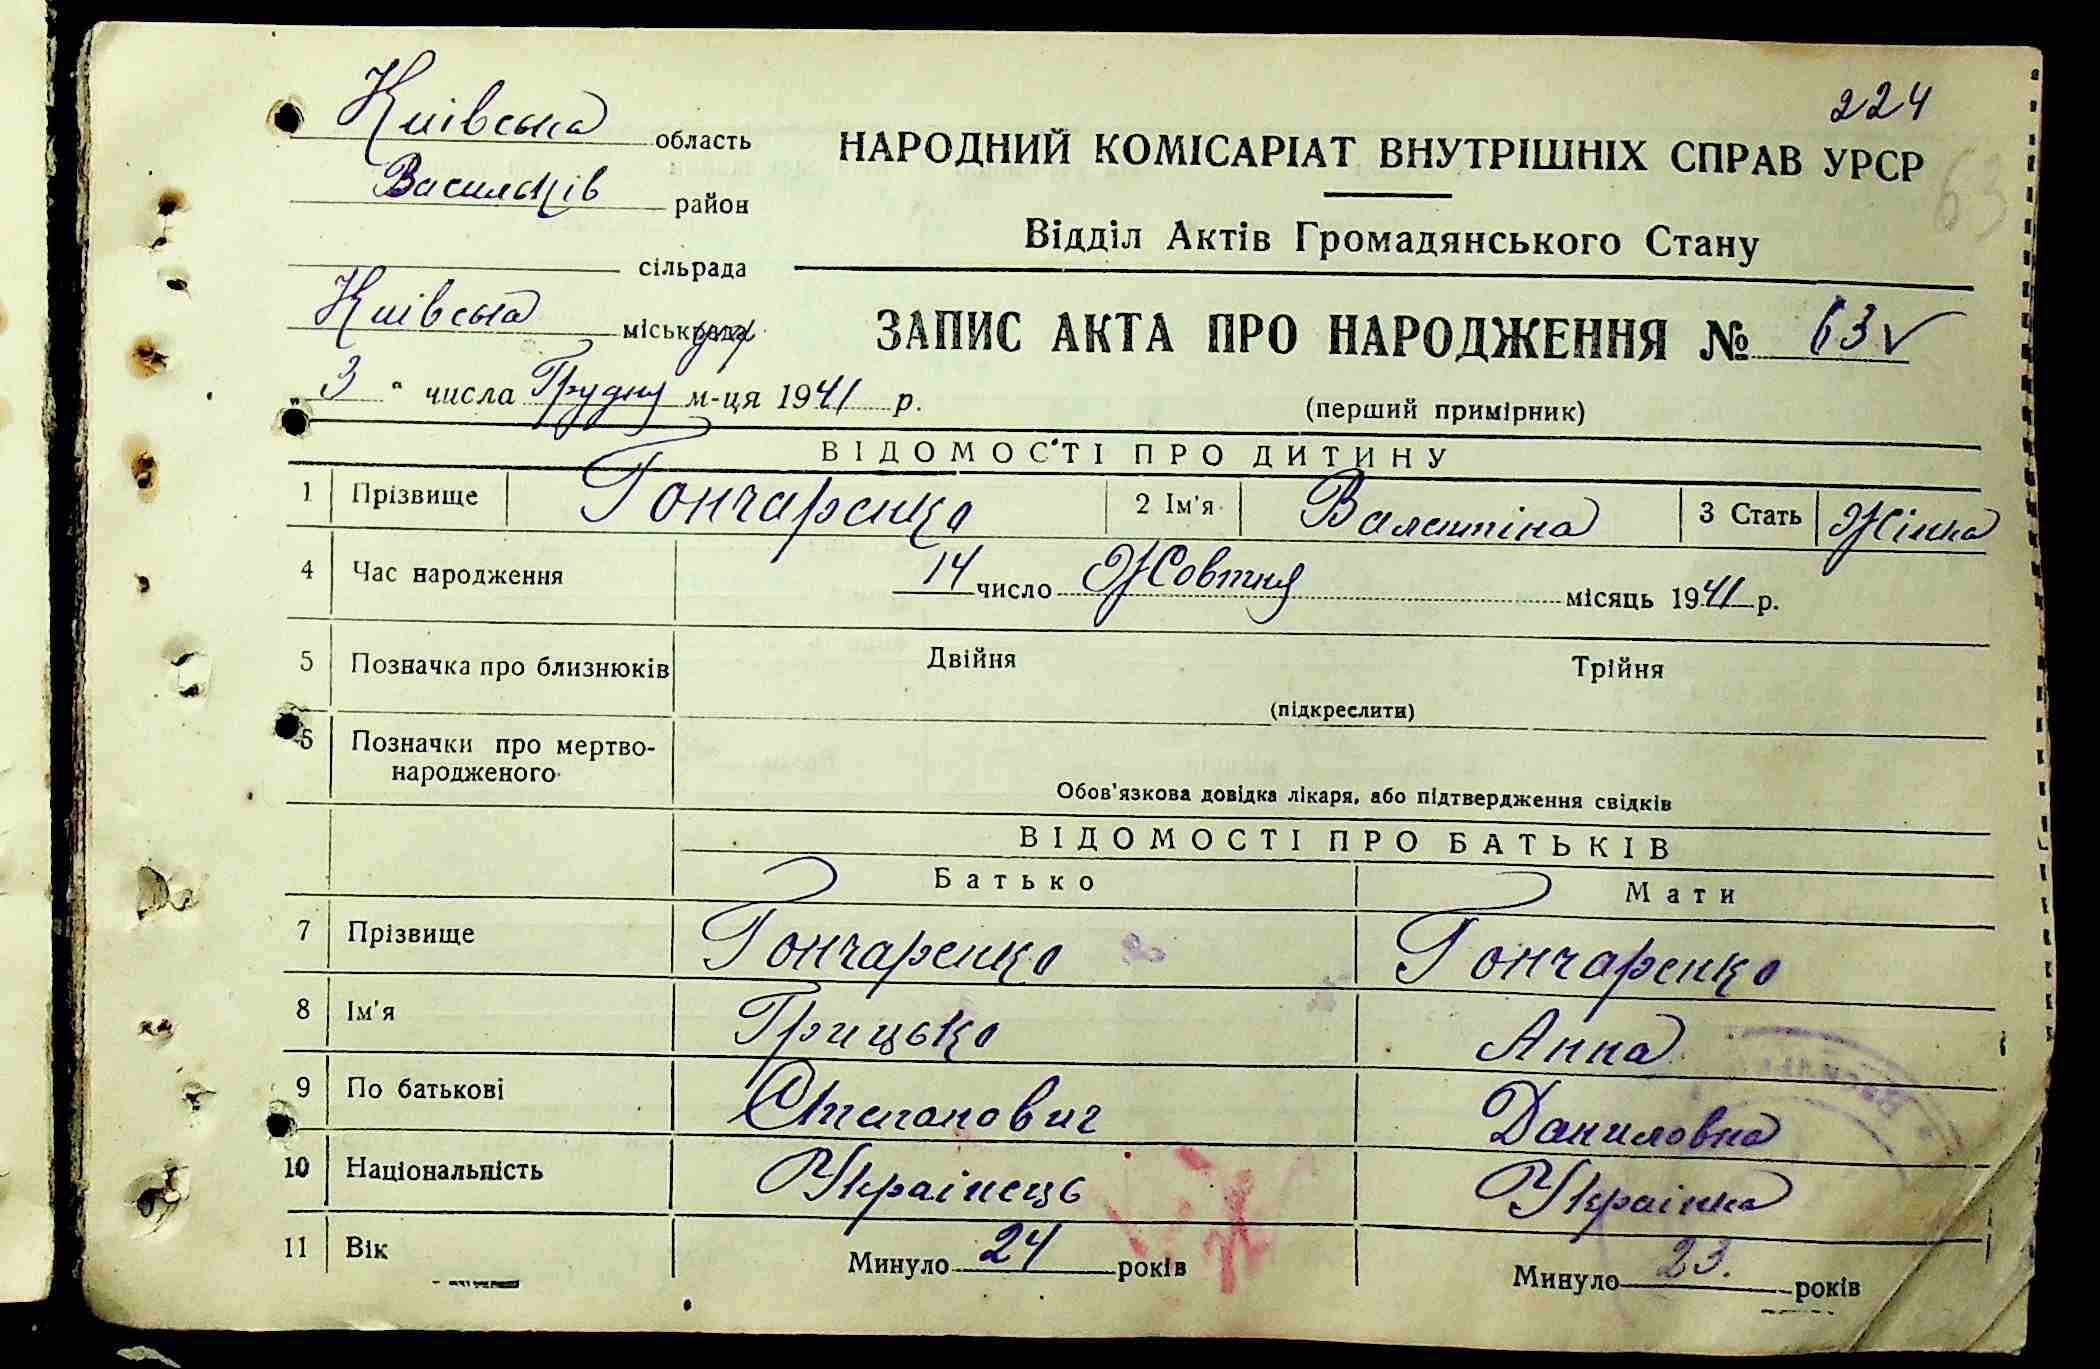 224
Київська область
НАРОДНИЙ КОМІСАРІАТ ВНУТРІШНІХ СПРАВ УРСР
63
Васильків район
Відділ Актів Громадянського Стану
сільрада
Київська міськрада
ЗАПИС АКТА ПРО НАРОДЖЕННЯ № 63
„3“ числа Грудня м-ця 1941 р.
(перший примірник)
ВІДОМОСТІ ПРО ДИТИНУ
1 Прізвище Гончаренко 2 Ім'я Валентіна 3 Стать Жінка
4 Час народження 14 число Жовтня місяць 1941 р.
5 Позначка про близнюків Двійня Трійня
(підкреслити)
6 Позначки про мертво-
народженого
Обов'язкова довідка лікаря, або підтвердження свідків
ВІДОМОСТІ ПРО БАТЬКІВ
Батько Мати
7 Прізвище Гончаренко Гончаренко
8 Ім'я Грицько Анна
9 По батькові Степанович Даниловна
10 Національність Українець Українка
11 Вік Минуло 24 років Минуло 23. років